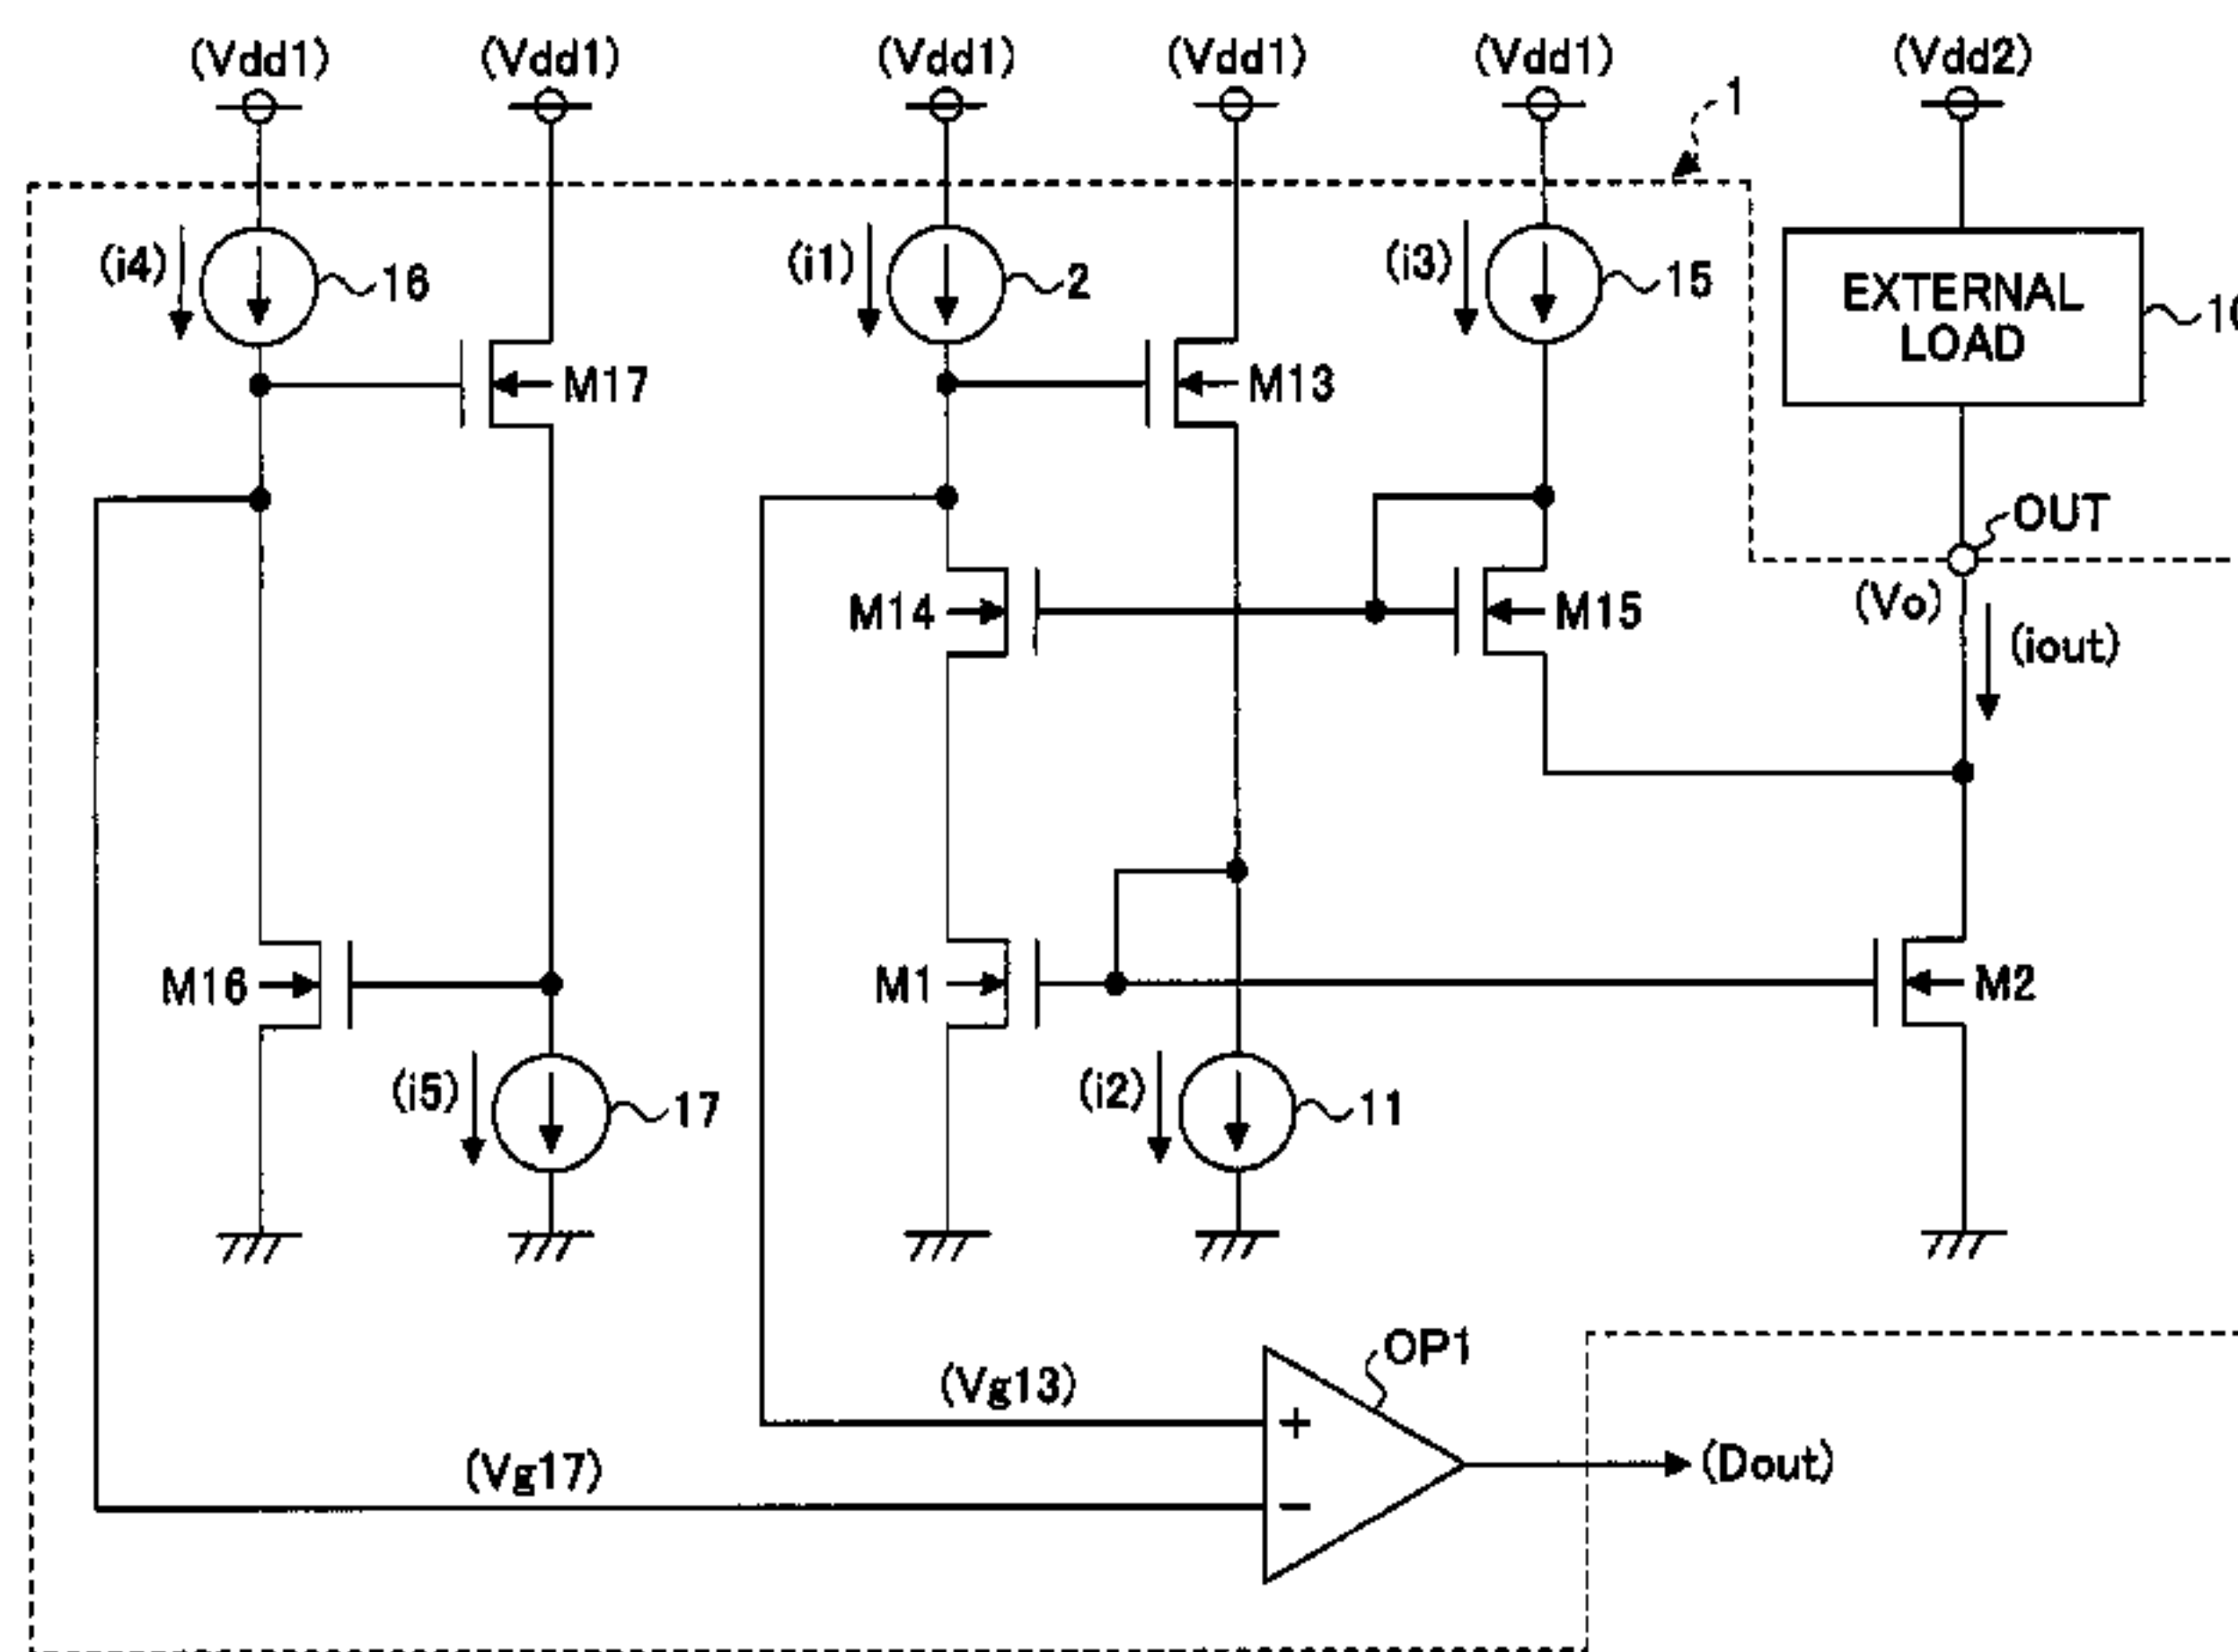 (Vdd1) (Vdd1) (Vdd1) (Vdd1) (Vdd1) (Vdd2)
1
(i4) 16 (i1) 2 (i3) 15
EXTERNAL
LOAD
M17 M13
OUT
M14 M15 (Vo) (iout)
M16 M1 M2
(i5) 17 (i2) 11
OP1
(Vg13) +
(Vg17) −
(Dout)